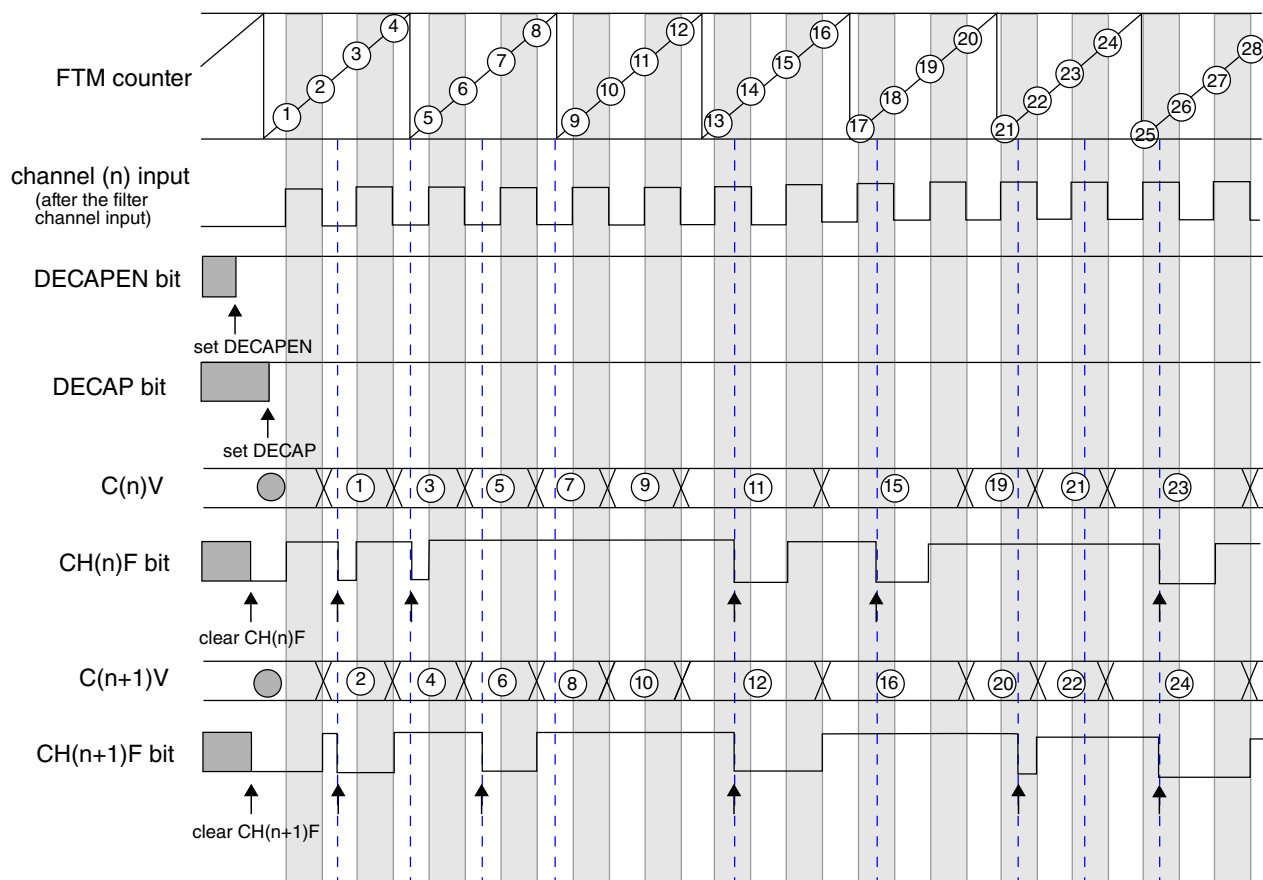 FTM counter
1 2 3 4 5 6 7 8 9 10 11 12 13 14 15 16 17 18 19 20 21 22 23 24 25 26 27 28
channel (n) input
(after the filter
channel input)
DECAPEN bit
set DECAPEN
DECAP bit
set DECAP
C(n)V
1 3 5 7 9 11 15 19 21 23
CH(n)F bit
clear CH(n)F
C(n+1)V
2 4 6 8 10 12 16 20 22 24
CH(n+1)F bit
clear CH(n+1)F